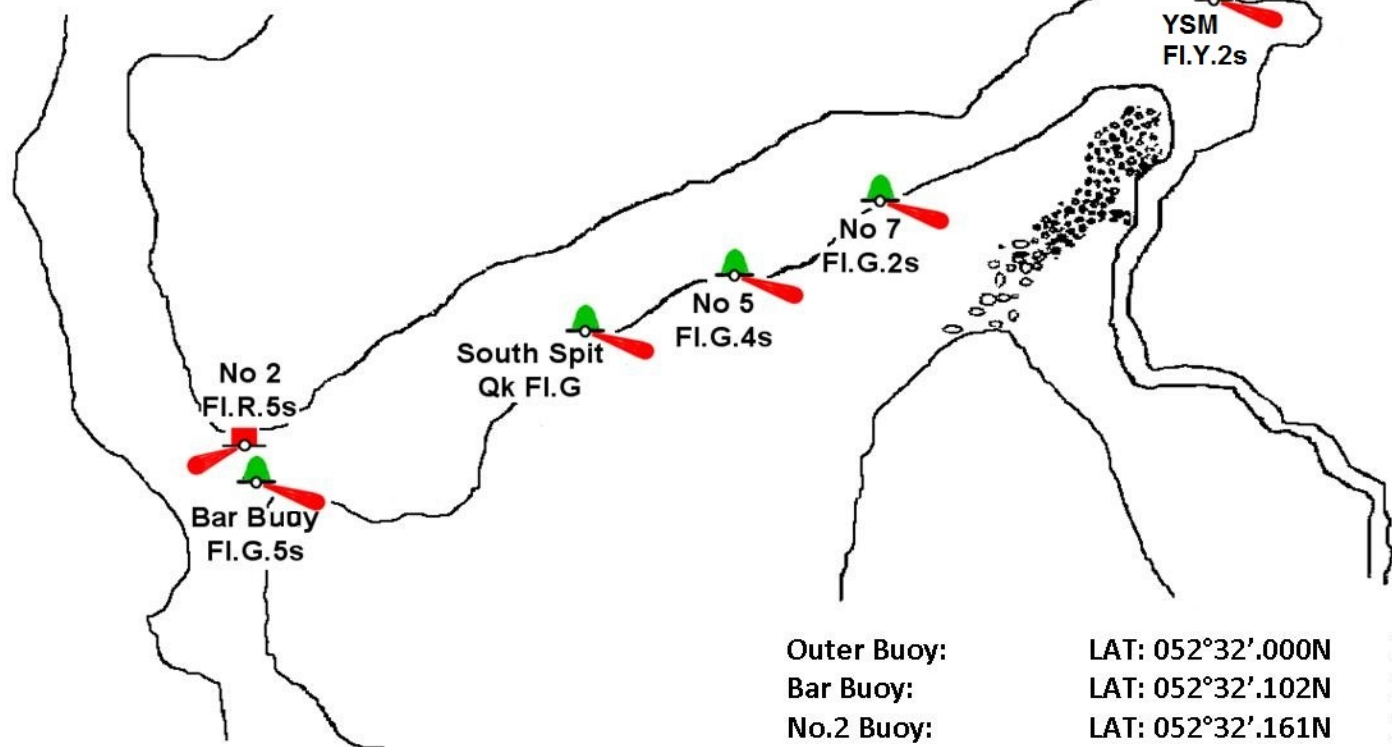 YSM
Fl.Y.2s
No 7
Fl.G.2s
No 5
Fl.G.4s
South Spit
Qk Fl.G
No 2
Fl.R.5s
Bar Buoy
Fl.G.5s
Outer Buoy: LAT: 052°32’.000N
Bar Buoy: LAT: 052°32’.102N
No.2 Buoy: LAT: 052°32’.161N